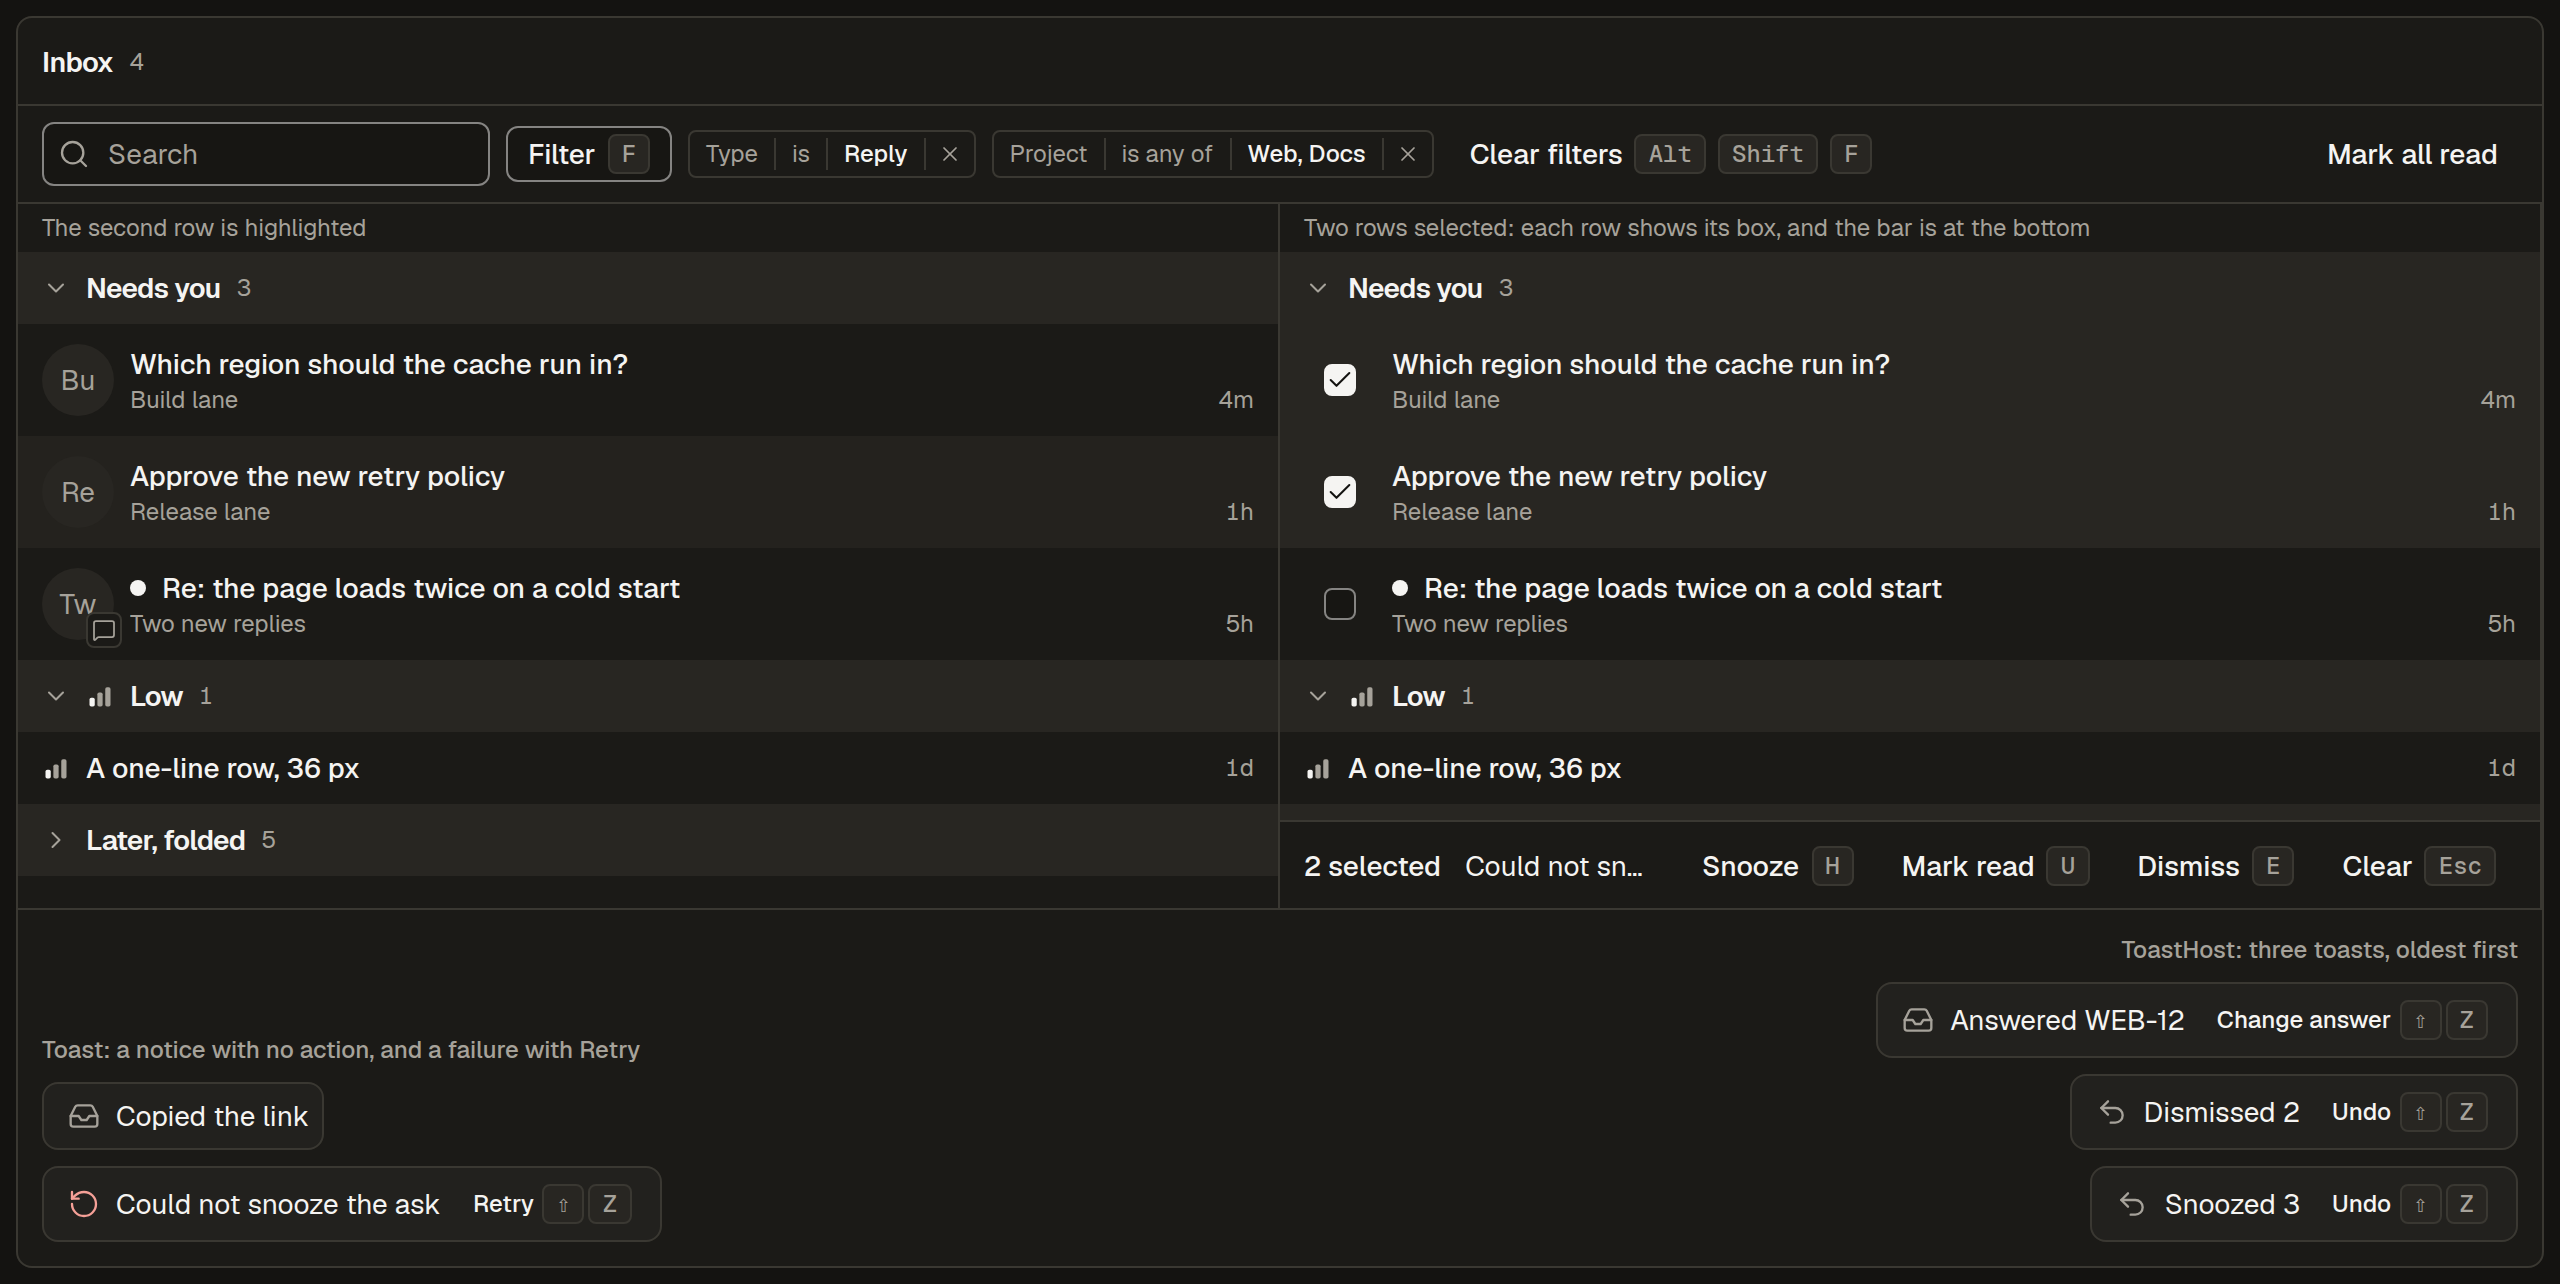 Inbox 4
Search Filter F Type is Reply Project is any of Web, Docs Clear filters Alt Shift F Mark all read
The second row is highlighted
Needs you 3
Bu Which region should the cache run in?
Build lane 4m
Re Approve the new retry policy
Release lane 1h
Tw Re: the page loads twice on a cold start
Two new replies 5h
Low 1
A one-line row, 36 px 1d
Later, folded 5
Two rows selected: each row shows its box, and the bar is at the bottom
Needs you 3
Which region should the cache run in?
Build lane 4m
Approve the new retry policy
Release lane 1h
Re: the page loads twice on a cold start
Two new replies 5h
Low 1
A one-line row, 36 px 1d
2 selected Could not sn... Snooze H Mark read U Dismiss E Clear Esc
Toast: a notice with no action, and a failure with Retry
Copied the link
Could not snooze the ask Retry ⇧ Z
ToastHost: three toasts, oldest first
Answered WEB-12 Change answer ⇧ Z
Dismissed 2 Undo ⇧ Z
Snoozed 3 Undo ⇧ Z